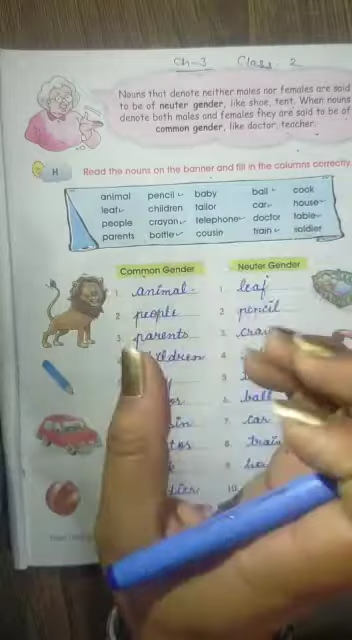 Ch-3 Class 2
Nouns that denote neither males nor females are said
to be of neuter gender, like shoe, tent. When nouns
denote both males and females they are said to be of
common gender, like doctor, teacher.
H Read the nouns on the banner and fill in the columns correctly.
animal pencil baby ball cook
leaf children tailor car house
people crayon telephone doctor table
parents bottle cousin train soldier
Common Gender Neuter Gender
1. animal 1. leaf
2. people 2. pencil
3. parents 3.
4.
6. ball
7. car
8. train
9.
10.